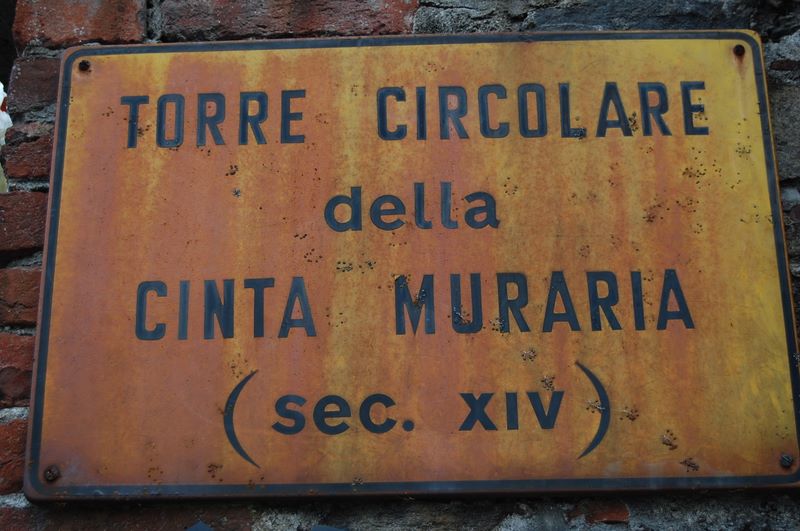 TORRE CIRCOLARE
della
CINTA MURARIA
(sec. XIV)